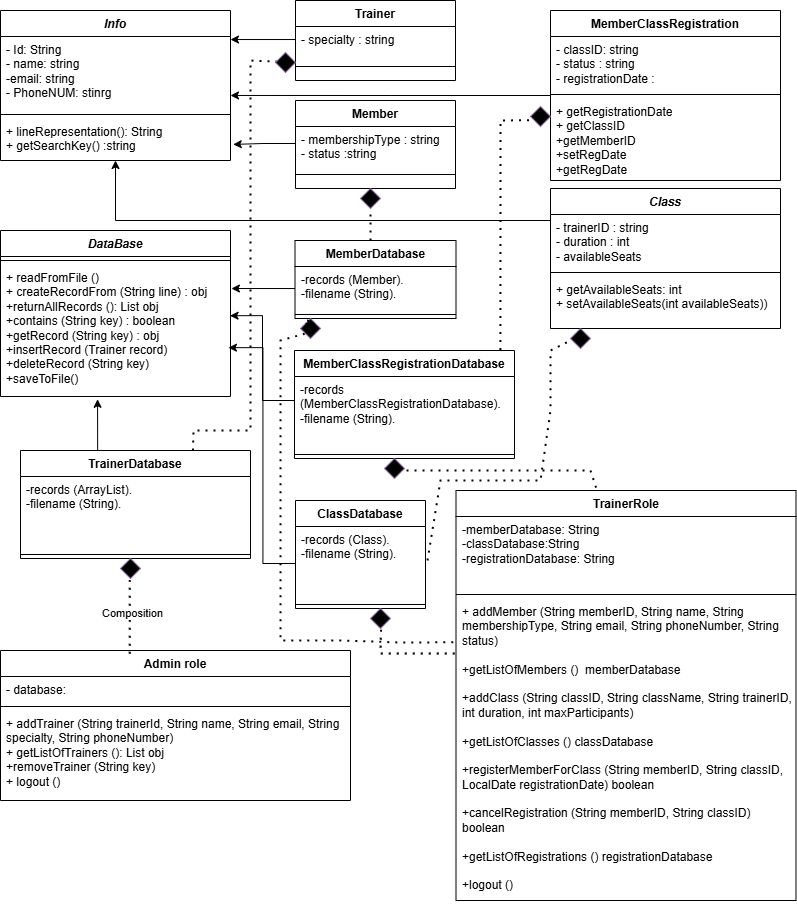 Info
- Id: String
- name: string
-email: string
- PhoneNUM: stinrg
+ lineRepresentation(): String
+ getSearchKey() :string
Trainer
- specialty : string
Member
- membershipType : string
- status :string
MemberClassRegistration
- classID: string
- status : string
- registrationDate :
+ getRegistrationDate
+ getClassID
+getMemberID
+setRegDate
+getRegDate
Class
- trainerID : string
- duration : int
- availableSeats
+ getAvailableSeats: int
+ setAvailableSeats(int availableSeats))
DataBase
+ readFromFile ()
+ createRecordFrom (String line) : obj
+returnAllRecords (): List obj
+contains (String key) : boolean
+getRecord (String key) : obj
+insertRecord (Trainer record)
+deleteRecord (String key)
+saveToFile()
MemberDatabase
-records (Member).
-filename (String).
MemberClassRegistrationDatabase
-records
(MemberClassRegistrationDatabase).
-filename (String).
TrainerDatabase
-records (ArrayList).
-filename (String).
ClassDatabase
-records (Class).
-filename (String).
Composition
Admin role
- database:
+ addTrainer (String trainerId, String name, String email, String
specialty, String phoneNumber)
+ getListOfTrainers (): List obj
+removeTrainer (String key)
+ logout ()
TrainerRole
-memberDatabase: String
-classDatabase:String
-registrationDatabase: String
+ addMember (String memberID, String name, String
membershipType, String email, String phoneNumber, String
status)
+getListOfMembers ()  memberDatabase
+addClass (String classID, String className, String trainerID,
int duration, int maxParticipants)
+getListOfClasses () classDatabase
+registerMemberForClass (String memberID, String classID,
LocalDate registrationDate) boolean
+cancelRegistration (String memberID, String classID)
boolean
+getListOfRegistrations () registrationDatabase
+logout ()